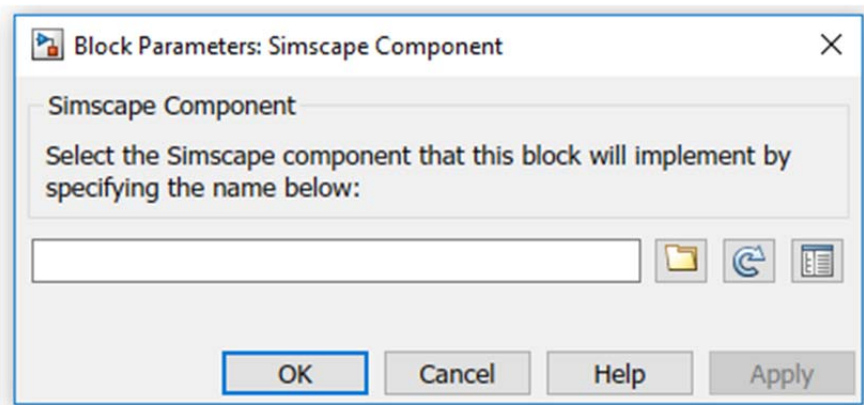 Block Parameters: Simscape Component
Simscape Component
Select the Simscape component that this block will implement by
specifying the name below:
OK Cancel Help Apply